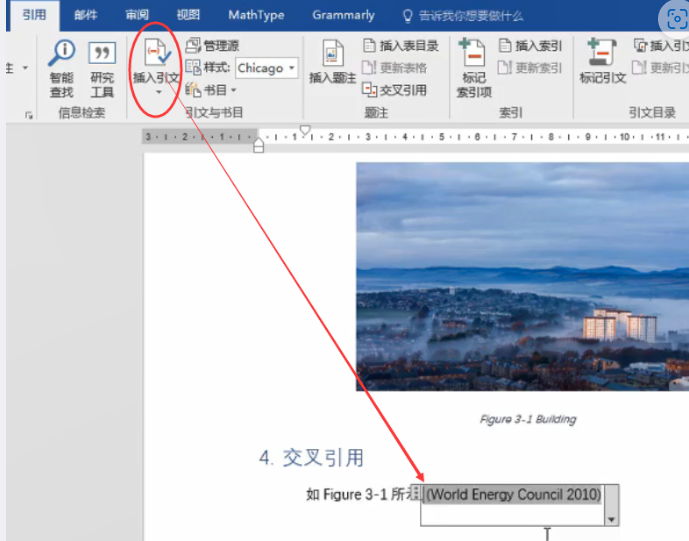 引用 邮件 审阅 视图 MathType Grammarly 告诉我你想要做什么
管理源 插入表目录 插入索引 插入引文
主 智能 研究 插入引文 样式: Chicago 插入题注 更新表格 标记 更新索引 标记引文 更新引
查找 工具 书目 交叉引用 索引项
信息检索 引文与书目 题注 索引 引文目录
3 2 1 1 2 3 4 5 6 7 8 9 10 11
Figure 3-1 Building
4. 交叉引用
如 Figure 3-1 所示 (World Energy Council 2010)